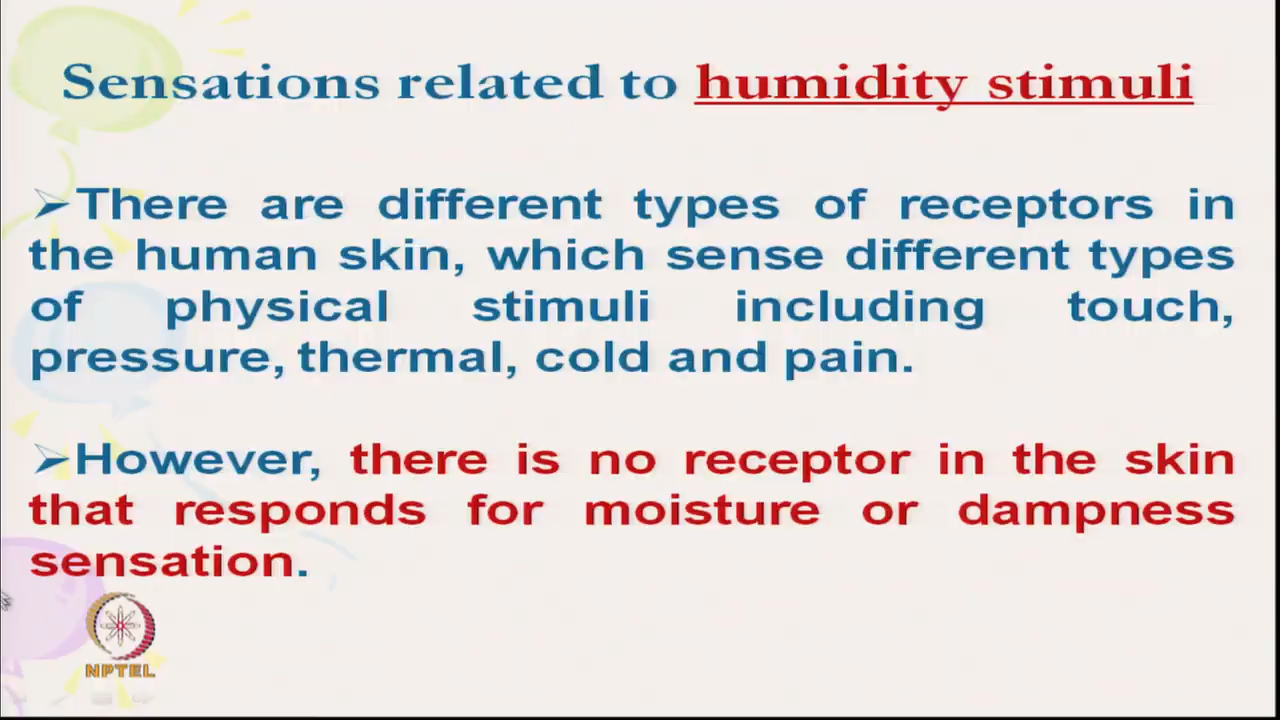 Sensations related to humidity stimuli
➢There are different types of receptors in
the human skin, which sense different types
of physical stimuli including touch,
pressure, thermal, cold and pain.
➢However, there is no receptor in the skin
that responds for moisture or dampness
sensation.
NPTEL